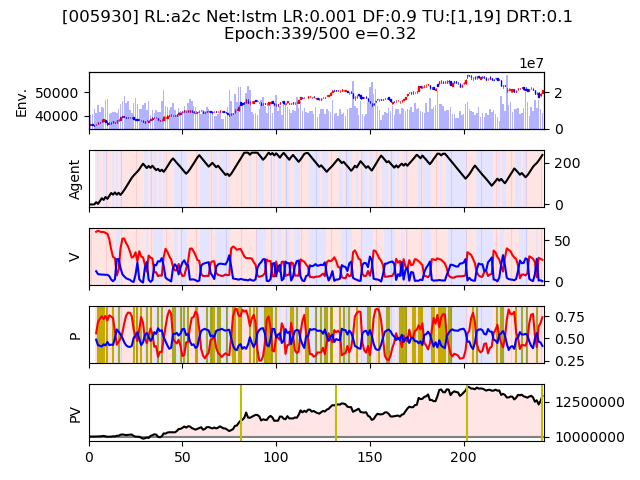 [005930] RL:a2c Net:lstm LR:0.001 DF:0.9 TU:[1,19] DRT:0.1
Epoch:339/500 e=0.32
1e7
Env.
50000
40000
2
0
Agent
200
0
V
50
0
P
0.75
0.50
0.25
PV
12500000
10000000
0 50 100 150 200